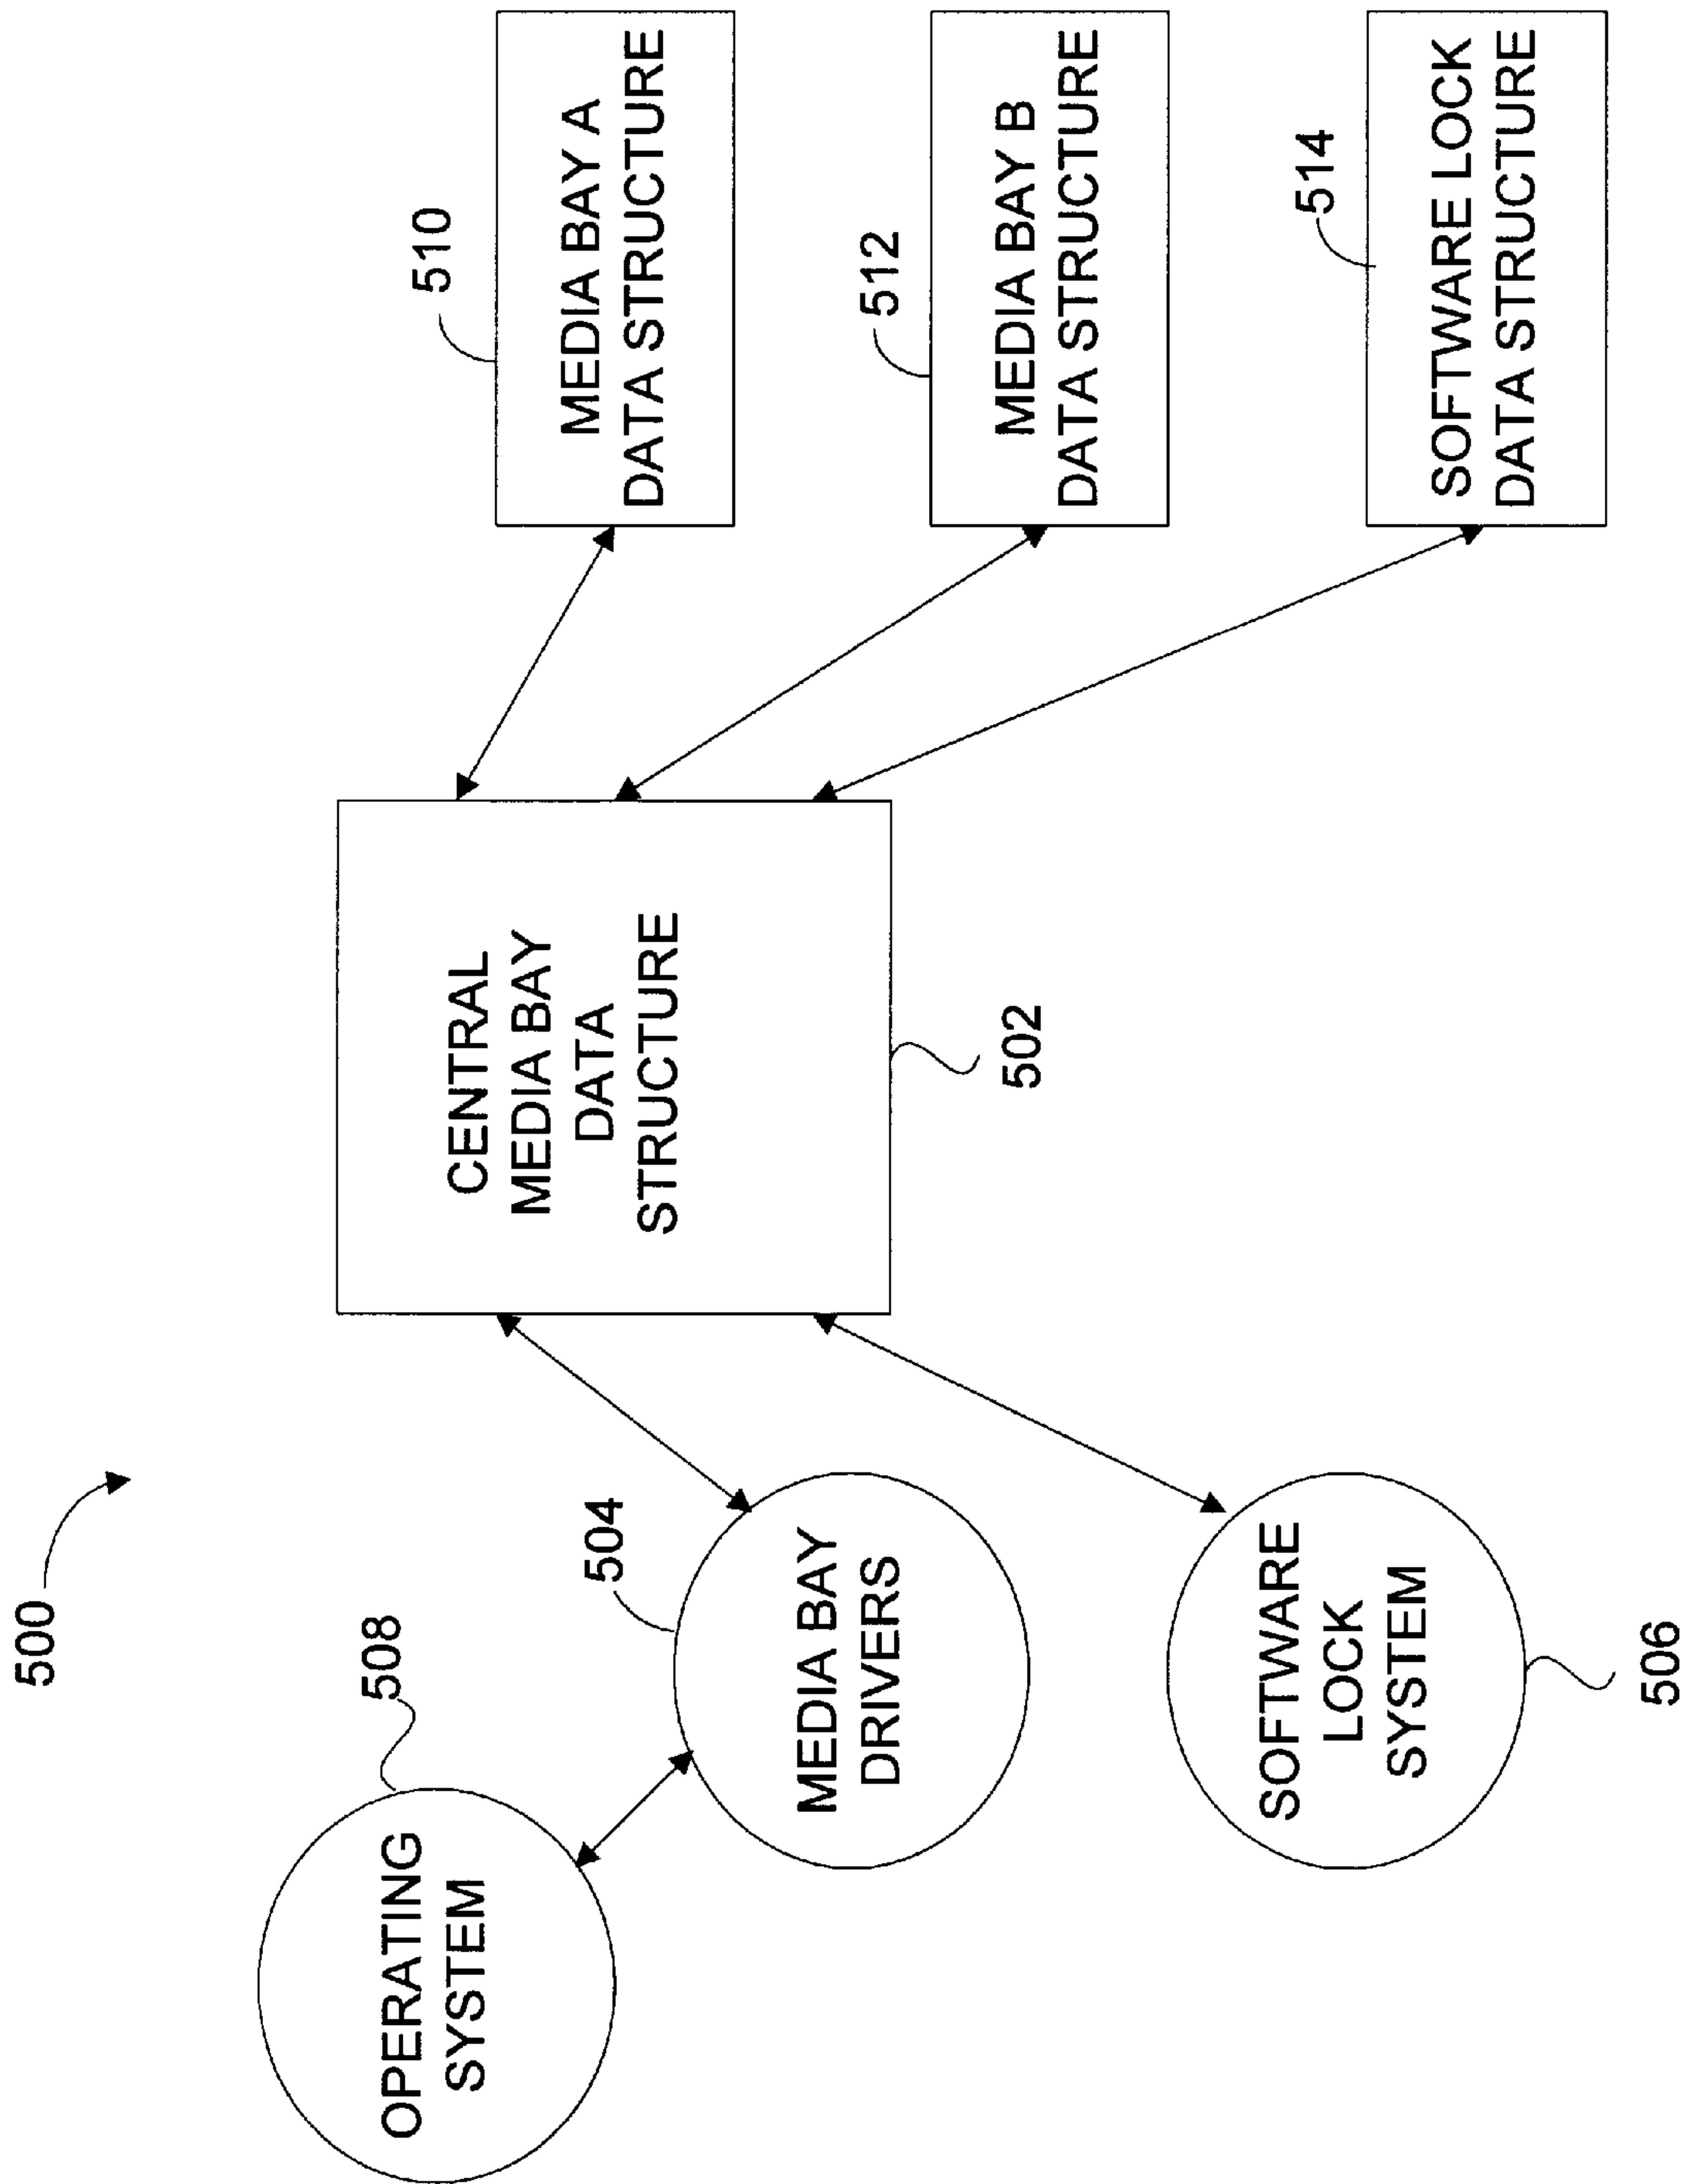 500
508
OPERATING
SYSTEM
504
MEDIA BAY
DRIVERS
SOFTWARE
LOCK
SYSTEM
506
CENTRAL
MEDIA BAY
DATA
STRUCTURE
502
510
MEDIA BAY A
DATA STRUCTURE
512
MEDIA BAY B
DATA STRUCTURE
514
SOFTWARE LOCK
DATA STRUCTURE